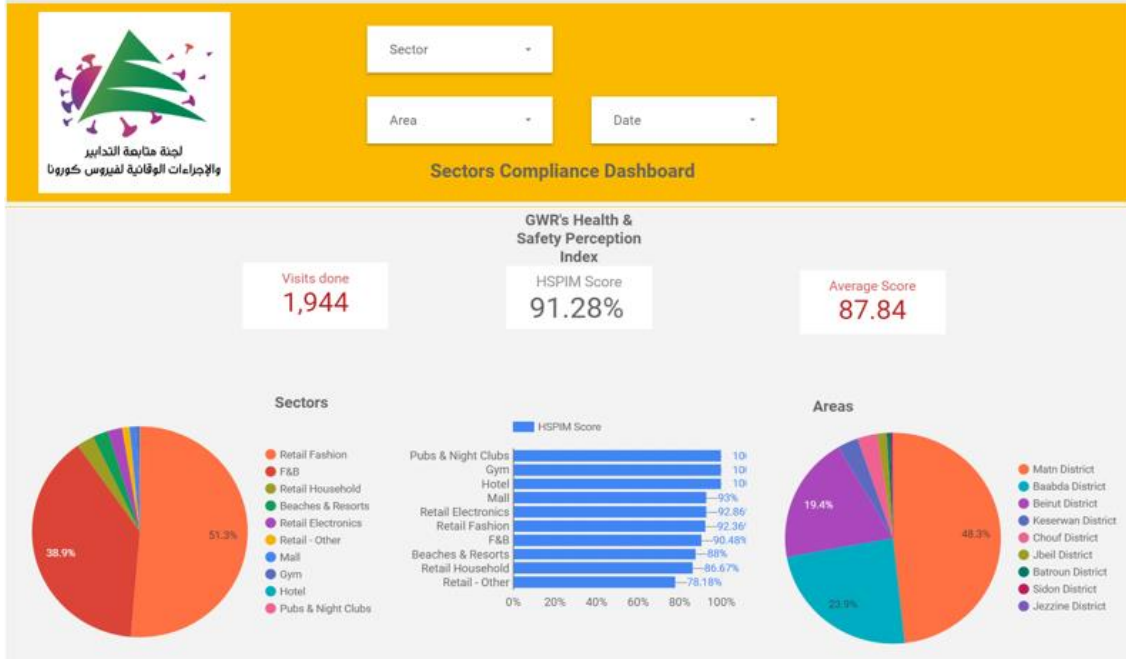 لجنة متابعة التدابير
والإجراءات الوقائية لفيروس كورونا
Sector
Area
Date
Sectors Compliance Dashboard
GWR's Health &
Safety Perception
Index
Visits done
1,944
HSPIM Score
91.28%
Average Score
87.84
Sectors
51.3%
38.9%
Retail Fashion
F&B
Retail Household
Beaches & Resorts
Retail Electronics
Retail - Other
Mall
Gym
Hotel
Pubs & Night Clubs
HSPIM Score
Pubs & Night Clubs
Gym
Hotel
Mall 93%
Retail Electronics 92.86
Retail Fashion 92.36
F&B 90.48%
Beaches & Resorts 88%
Retail Household 86.67%
Retail - Other 78.18%
0% 20% 40% 60% 80% 100%
Areas
48.3%
23.9%
19.4%
Matn District
Baabda District
Beirut District
Keserwan District
Chouf District
Jbeil District
Batroun District
Sidon District
Jezzine District